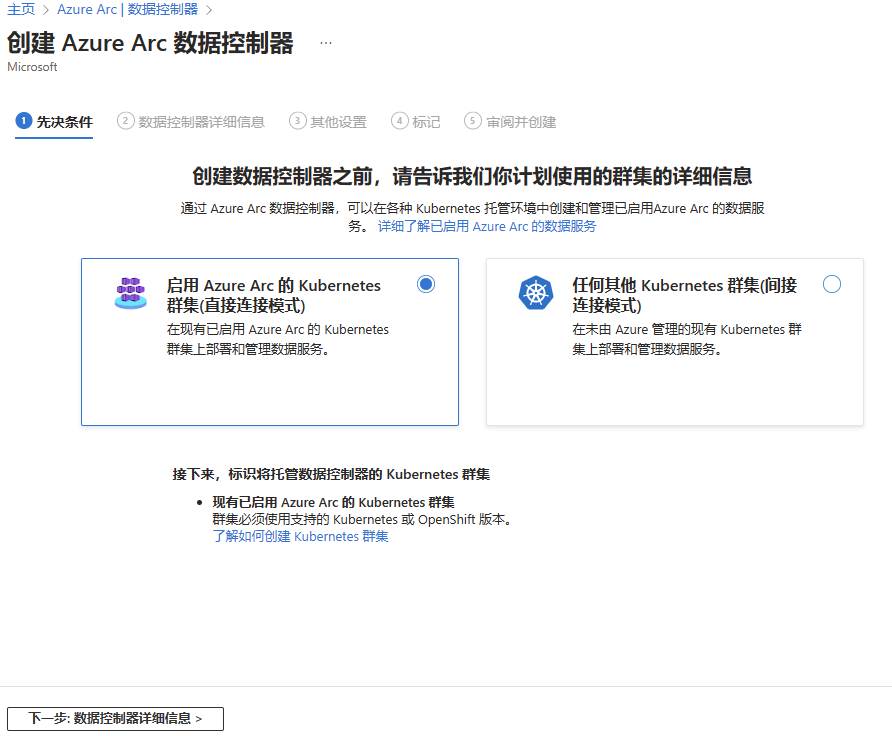 主页 > Azure Arc | 数据控制器 >
创建 Azure Arc 数据控制器 ...
Microsoft
1 先决条件 2 数据控制器详细信息 3 其他设置 4 标记 5 审阅并创建
创建数据控制器之前，请告诉我们你计划使用的群集的详细信息
通过 Azure Arc 数据控制器，可以在各种 Kubernetes 托管环境中创建和管理已启用Azure Arc 的数据服
务。 详细了解已启用 Azure Arc 的数据服务
启用 Azure Arc 的 Kubernetes
群集(直接连接模式)
在现有已启用 Azure Arc 的 Kubernetes
群集上部署和管理数据服务。
任何其他 Kubernetes 群集(间接
连接模式)
在未由 Azure 管理的现有 Kubernetes 群
集上部署和管理数据服务。
接下来，标识将托管数据控制器的 Kubernetes 群集
• 现有已启用 Azure Arc 的 Kubernetes 群集
群集必须使用支持的 Kubernetes 或 OpenShift 版本。
了解如何创建 Kubernetes 群集
下一步: 数据控制器详细信息 >